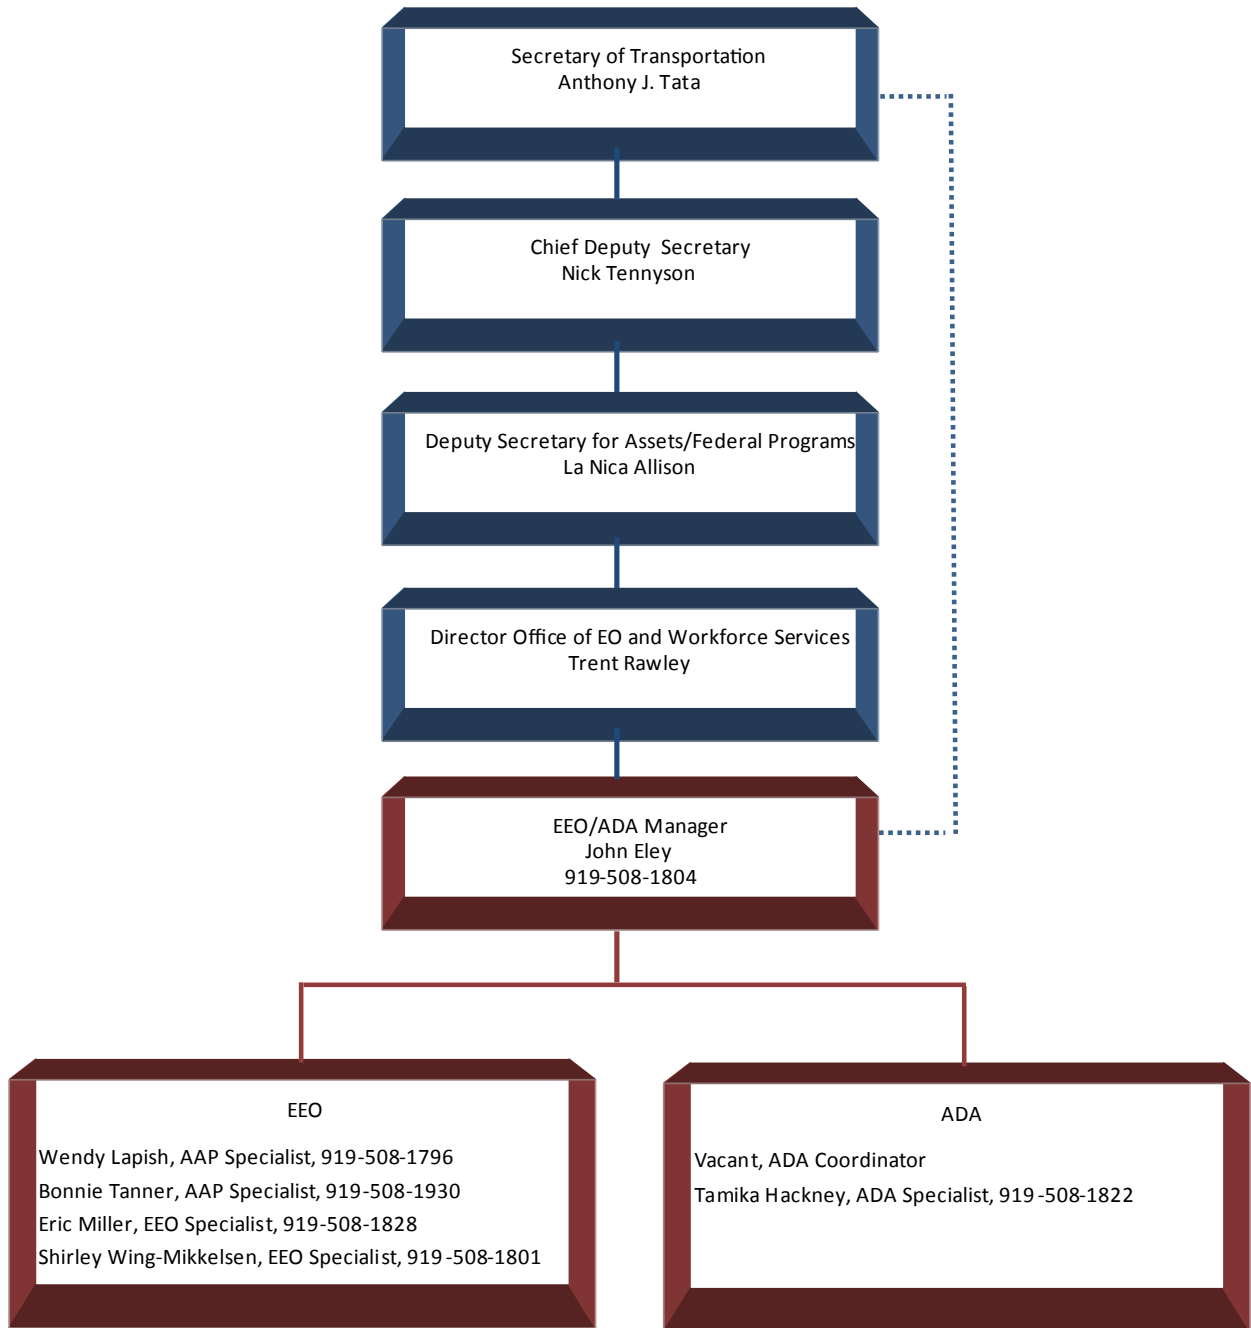 Secretary of Transportation
Anthony J. Tata
Chief Deputy Secretary
Nick Tennyson
Deputy Secretary for Assets/Federal Programs
La Nica Allison
Director Office of EO and Workforce Services
Trent Rawley
EEO/ADA Manager
John Eley
919-508-1804
EEO
Wendy Lapish, AAP Specialist, 919-508-1796
Bonnie Tanner, AAP Specialist, 919-508-1930
Eric Miller, EEO Specialist, 919-508-1828
Shirley Wing-Mikkelsen, EEO Specialist, 919-508-1801
ADA
Vacant, ADA Coordinator
Tamika Hackney, ADA Specialist, 919-508-1822